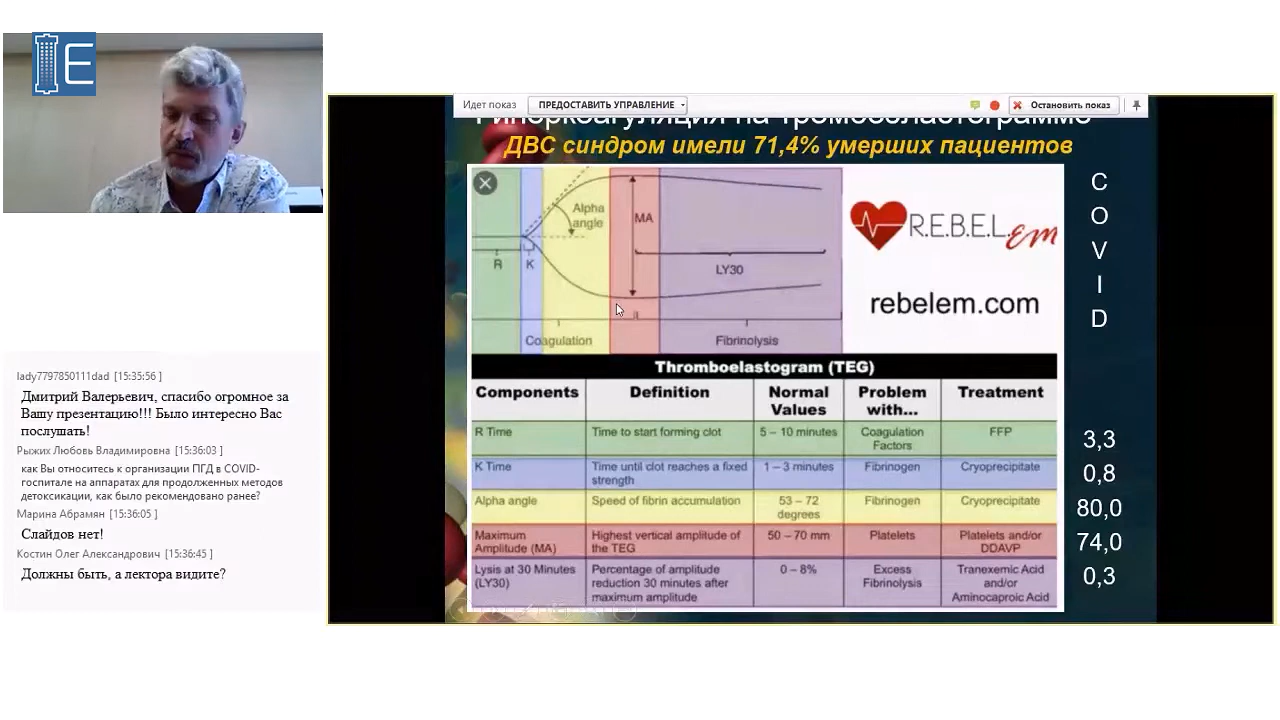 E
Идет показ
ПРЕДОСТАВИТЬ УПРАВЛЕНИЕ
Остановить показ
Гиперкоагуляция на тромбоэластограмме
ДВС синдром имели 71,4% умерших пациентов
Alpha
angle
MA
R
K
LY30
Coagulation
Fibrinolysis
R.E.B.E.L.
em
rebelem.com
C
O
V
I
D
Thromboelastogram (TEG)
Components
Definition
Normal
Values
Problem
with...
Treatment
R Time
Time to start forming clot
5 – 10 minutes
Coagulation
Factors
FFP
3,3
K Time
Time until clot reaches a fixed
strength
1 – 3 minutes
Fibrinogen
Cryoprecipitate
0,8
Alpha angle
Speed of fibrin accumulation
53 – 72
degrees
Fibrinogen
Cryoprecipitate
80,0
Maximum
Amplitude (MA)
Highest vertical amplitude of
the TEG
50 – 70 mm
Platelets
Platelets and/or
DDAVP
74,0
Lysis at 30 Minutes
(LY30)
Percentage of amplitude
reduction 30 minutes after
maximum amplitude
0 – 8%
Excess
Fibrinolysis
Tranexemic Acid
and/or
Aminocaproic Acid
0,3
lady7797850111dad [15:35:56 ]
Дмитрий Валерьевич, спасибо огромное за
Вашу презентацию!!! Было интересно Вас
послушать!
Рыжих Любовь Владимировна [15:36:03 ]
как Вы относитесь к организации ПГД в COVID-
госпитале на аппаратах для продолженных методов
детоксикации, как было рекомендовано ранее?
Марина Абрамян [15:36:05 ]
Слайдов нет!
Костин Олег Александрович [15:36:45 ]
Должны быть, а лектора видите?